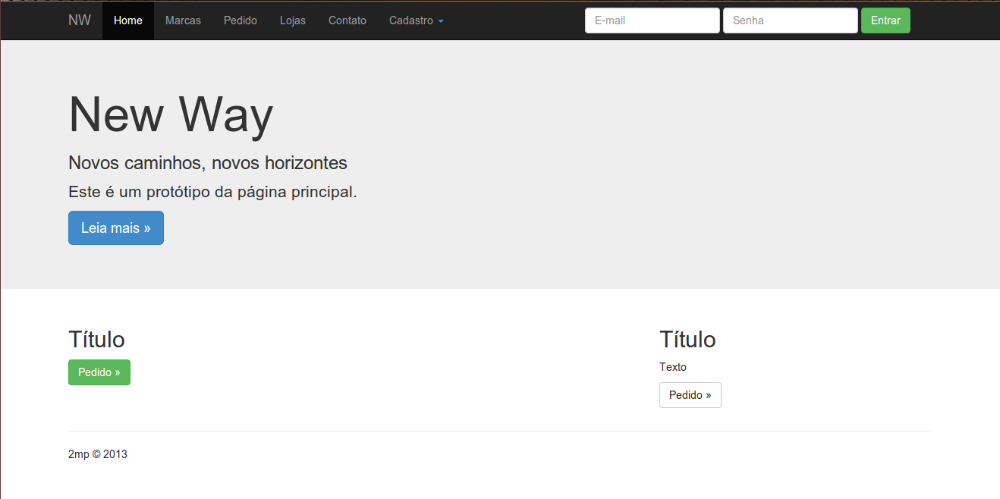 NW Home Marcas Pedido Lojas Contato Cadastro E-mail Senha Entrar
New Way
Novos caminhos, novos horizontes
Este é um protótipo da página principal.
Leia mais »
Título
Pedido »
Título
Texto
Pedido »
2mp © 2013